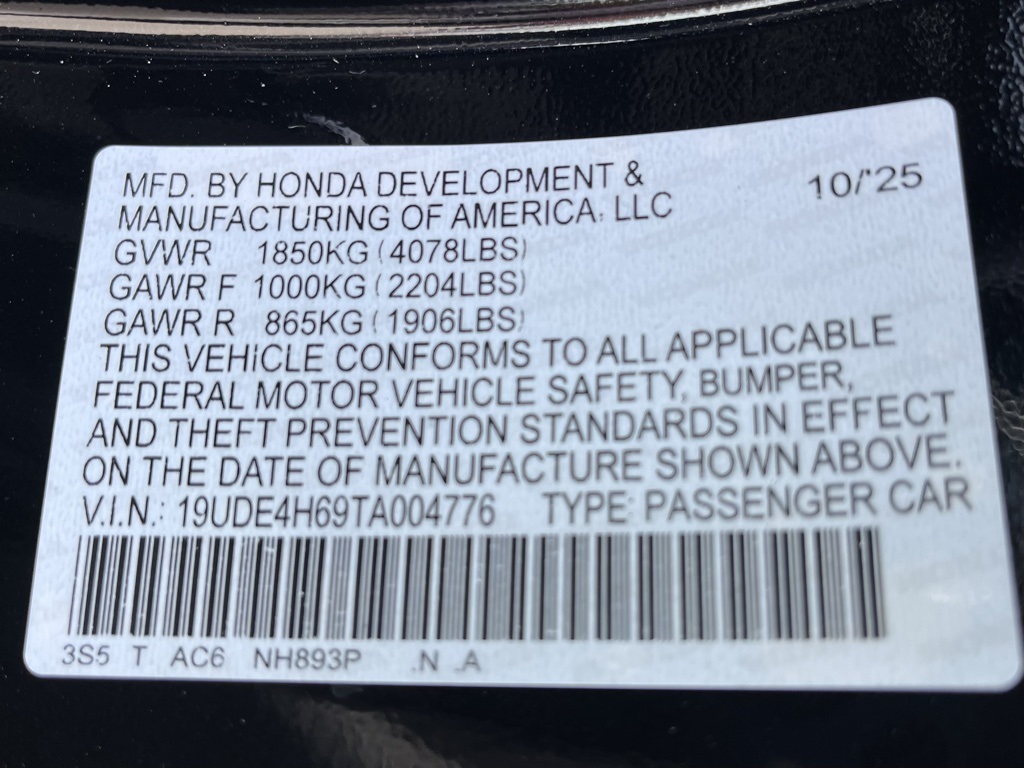 MFD. BY HONDA DEVELOPMENT &
MANUFACTURING OF AMERICA, LLC
10/'25
GVWR 1850KG (4078LBS)
GAWR F 1000KG (2204LBS)
GAWR R 865KG (1906LBS)
THIS VEHICLE CONFORMS TO ALL APPLICABLE
FEDERAL MOTOR VEHICLE SAFETY, BUMPER,
AND THEFT PREVENTION STANDARDS IN EFFECT
ON THE DATE OF MANUFACTURE SHOWN ABOVE.
V.I.N.: 19UDE4H69TA004776 TYPE: PASSENGER CAR
3S5 T AC6 NH893P .N .A